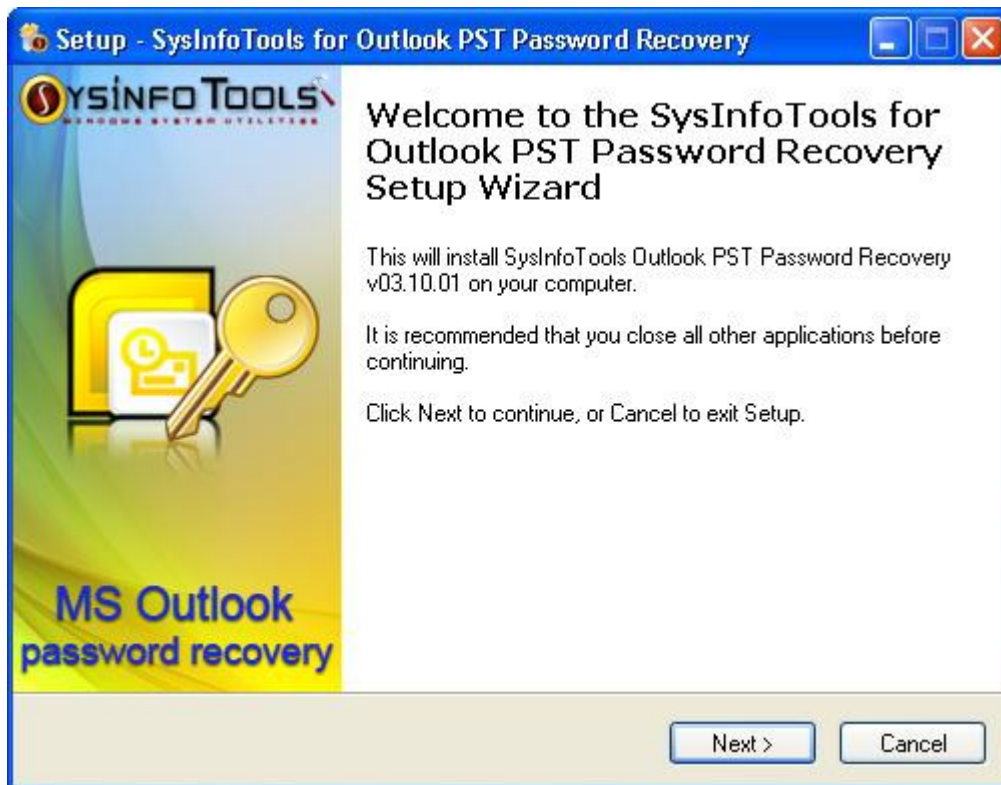 Setup - SysInfoTools for Outlook PST Password Recovery
SYSINFO TOOLS
WINDOWS SYSTEM UTILITIES
Welcome to the SysInfoTools for
Outlook PST Password Recovery
Setup Wizard
This will install SysInfoTools Outlook PST Password Recovery
v03.10.01 on your computer.
It is recommended that you close all other applications before
continuing.
Click Next to continue, or Cancel to exit Setup.
MS Outlook
password recovery
Next >
Cancel